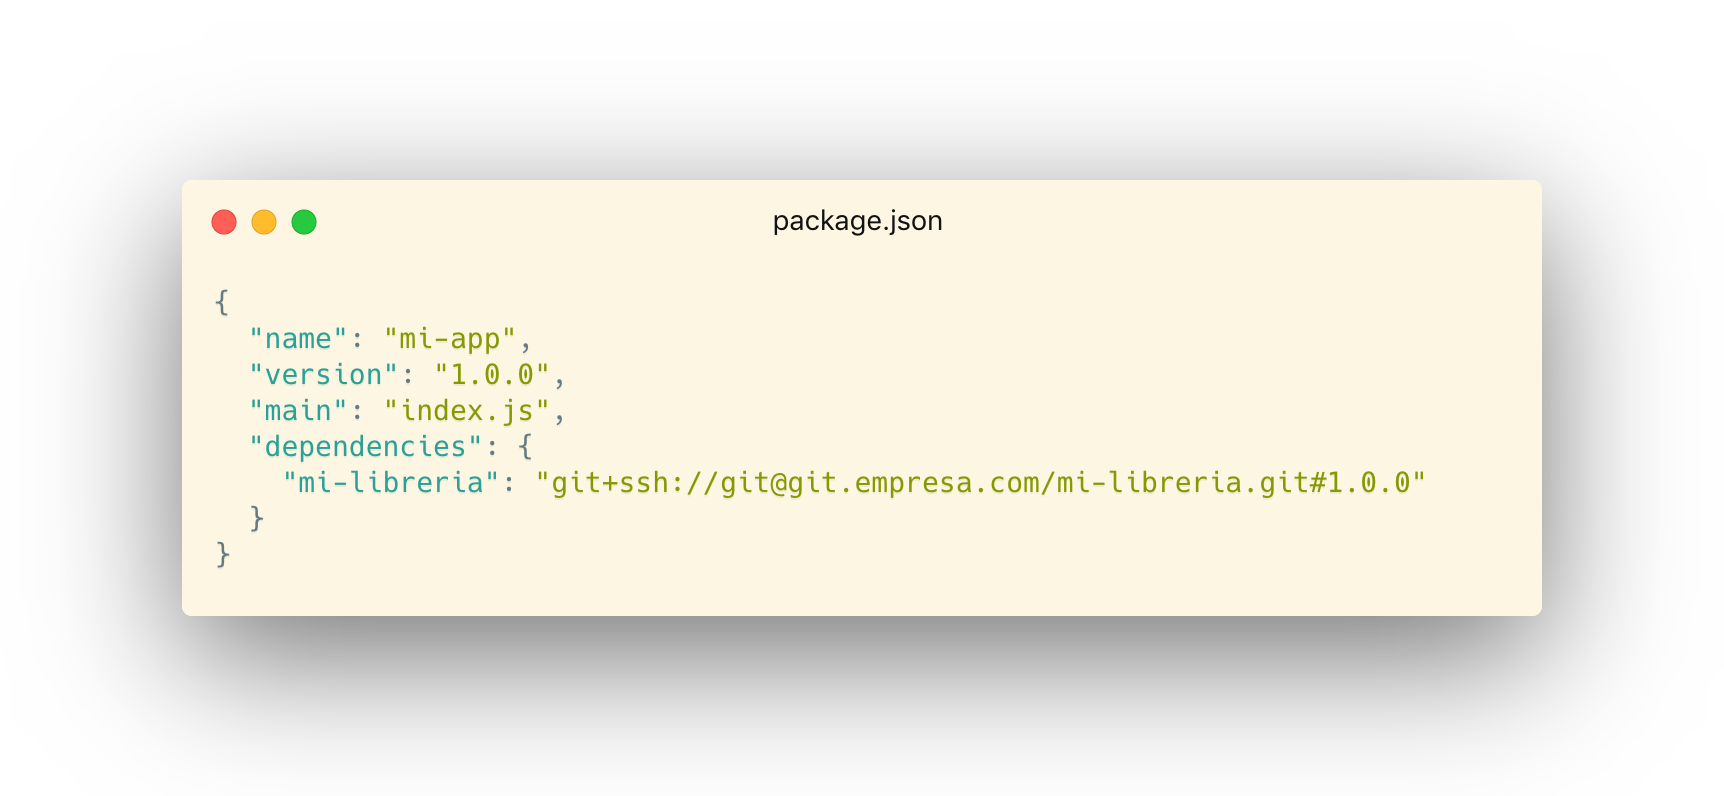 package.json
{
  "name": "mi-app",
  "version": "1.0.0",
  "main": "index.js",
  "dependencies": {
    "mi-libreria": "git+ssh://git@git.empresa.com/mi-libreria.git#1.0.0"
  }
}